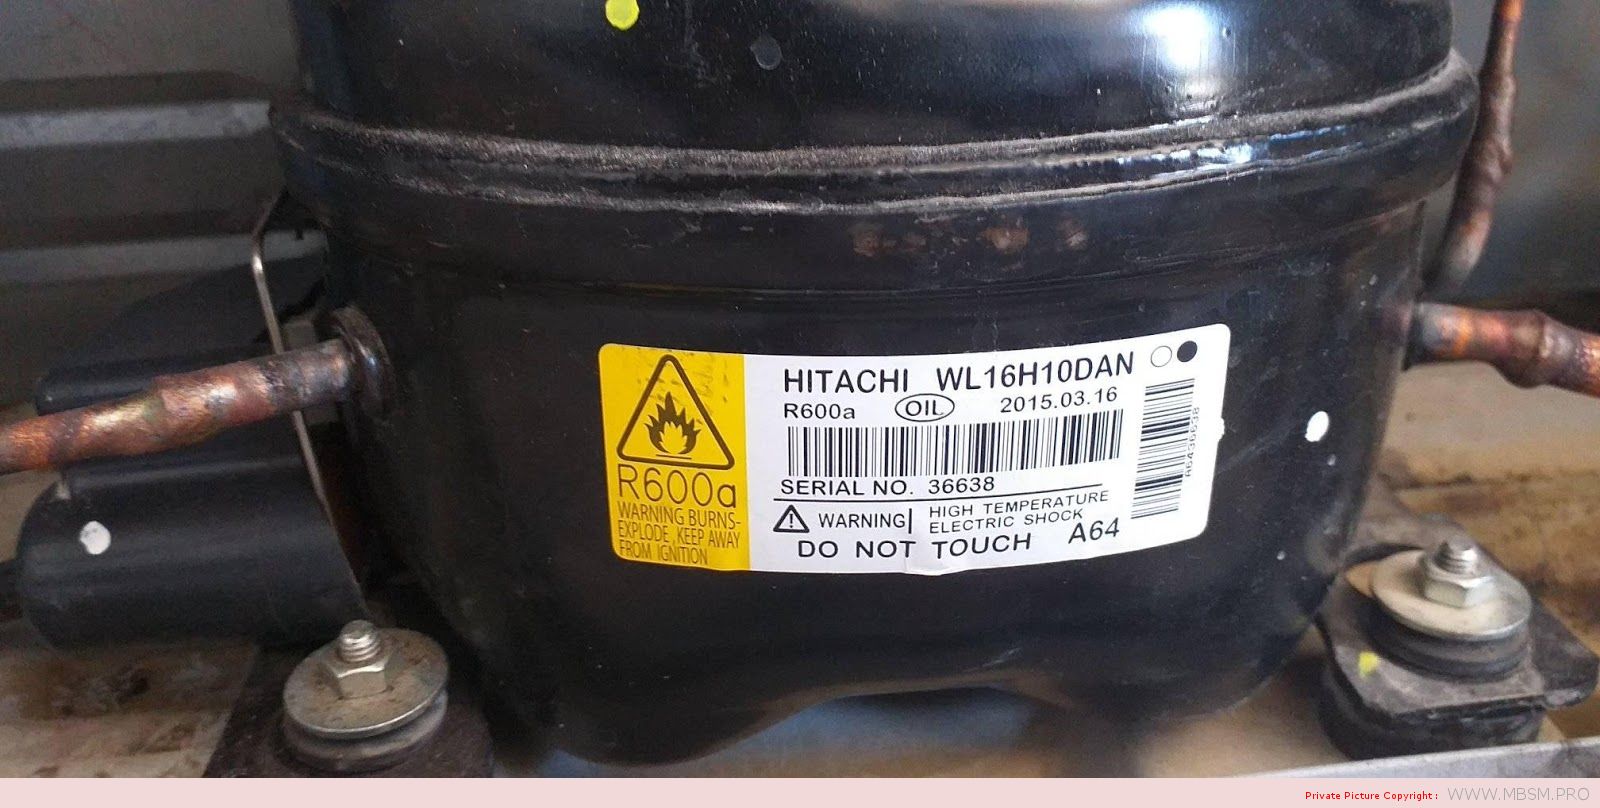 HITACHI WL16H10DAN
R600a OIL 2015.03.16
SERIAL NO. 36638
WARNING HIGH TEMPERATURE
ELECTRIC SHOCK
DO NOT TOUCH A64
R600a
WARNING BURNS-
EXPLODE, KEEP AWAY
FROM IGNITION
A6436638
Private Picture Copyright : WWW.MBSM.PRO